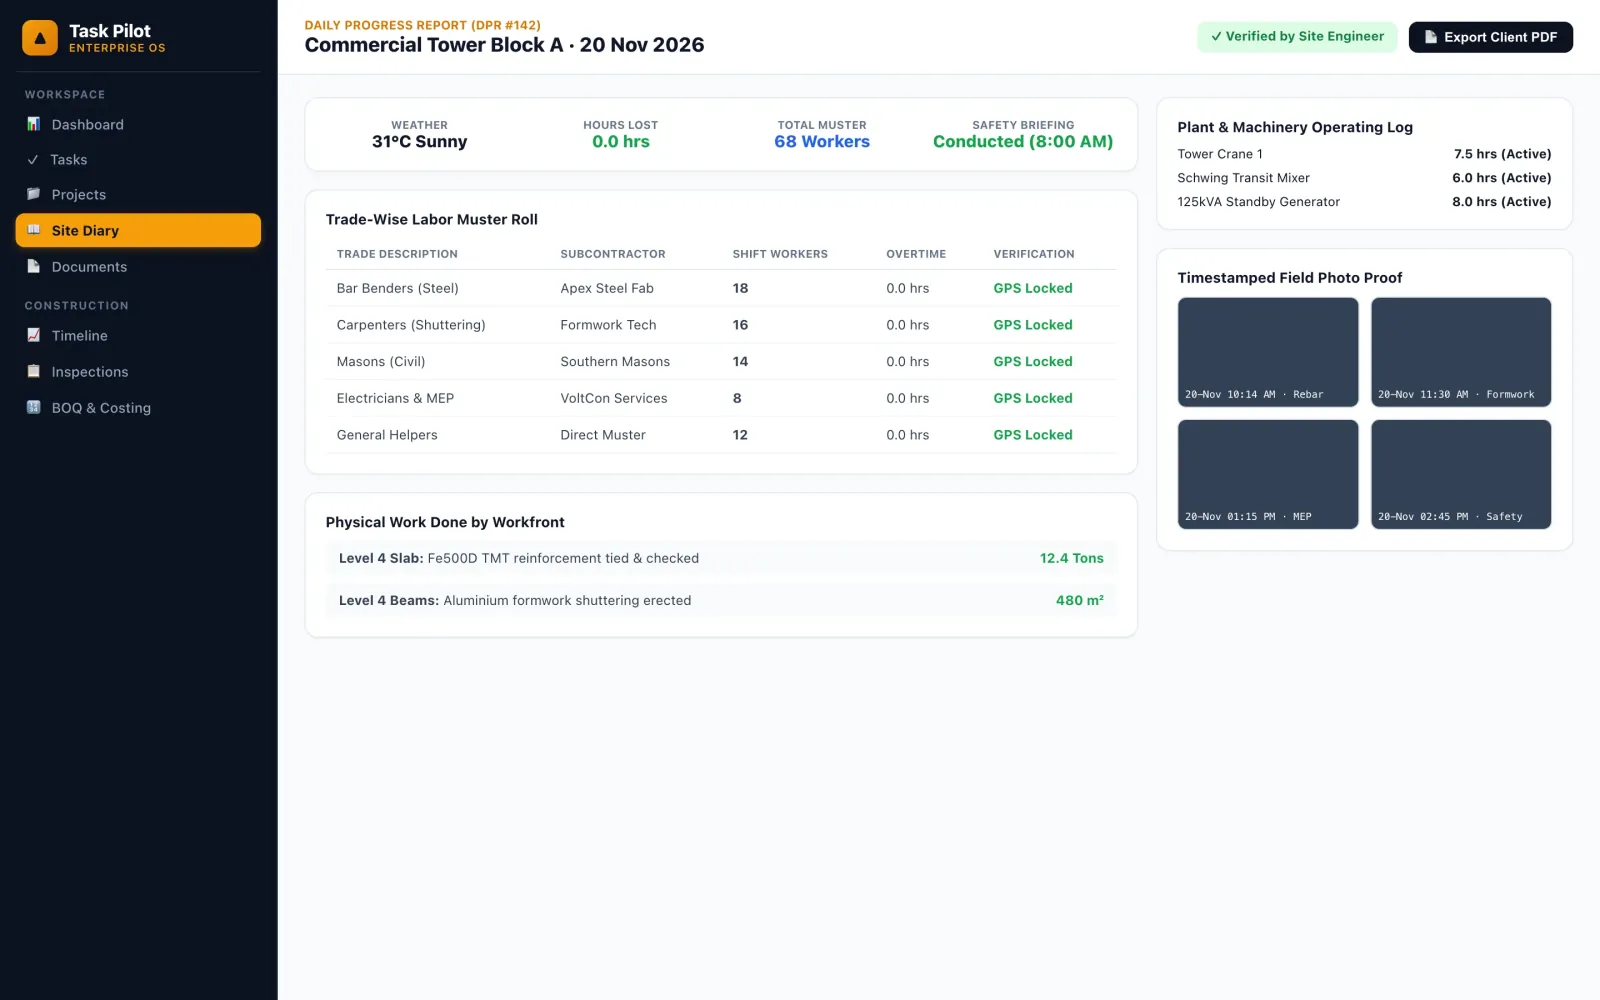 Task Pilot
ENTERPRISE OS
WORKSPACE
Dashboard
Tasks
Projects
Site Diary
Documents
CONSTRUCTION
Timeline
Inspections
BOQ & Costing
DAILY PROGRESS REPORT (DPR #142)
Commercial Tower Block A · 20 Nov 2026
✓ Verified by Site Engineer
Export Client PDF
WEATHER
31°C Sunny
HOURS LOST
0.0 hrs
TOTAL MUSTER
68 Workers
SAFETY BRIEFING
Conducted (8:00 AM)
Trade-Wise Labor Muster Roll
TRADE DESCRIPTION SUBCONTRACTOR SHIFT WORKERS OVERTIME VERIFICATION
Bar Benders (Steel) Apex Steel Fab 18 0.0 hrs GPS Locked
Carpenters (Shuttering) Formwork Tech 16 0.0 hrs GPS Locked
Masons (Civil) Southern Masons 14 0.0 hrs GPS Locked
Electricians & MEP VoltCon Services 8 0.0 hrs GPS Locked
General Helpers Direct Muster 12 0.0 hrs GPS Locked
Physical Work Done by Workfront
Level 4 Slab: Fe500D TMT reinforcement tied & checked 12.4 Tons
Level 4 Beams: Aluminium formwork shuttering erected 480 m²
Plant & Machinery Operating Log
Tower Crane 1 7.5 hrs (Active)
Schwing Transit Mixer 6.0 hrs (Active)
125kVA Standby Generator 8.0 hrs (Active)
Timestamped Field Photo Proof
20-Nov 10:14 AM · Rebar
20-Nov 11:30 AM · Formwork
20-Nov 01:15 PM · MEP
20-Nov 02:45 PM · Safety